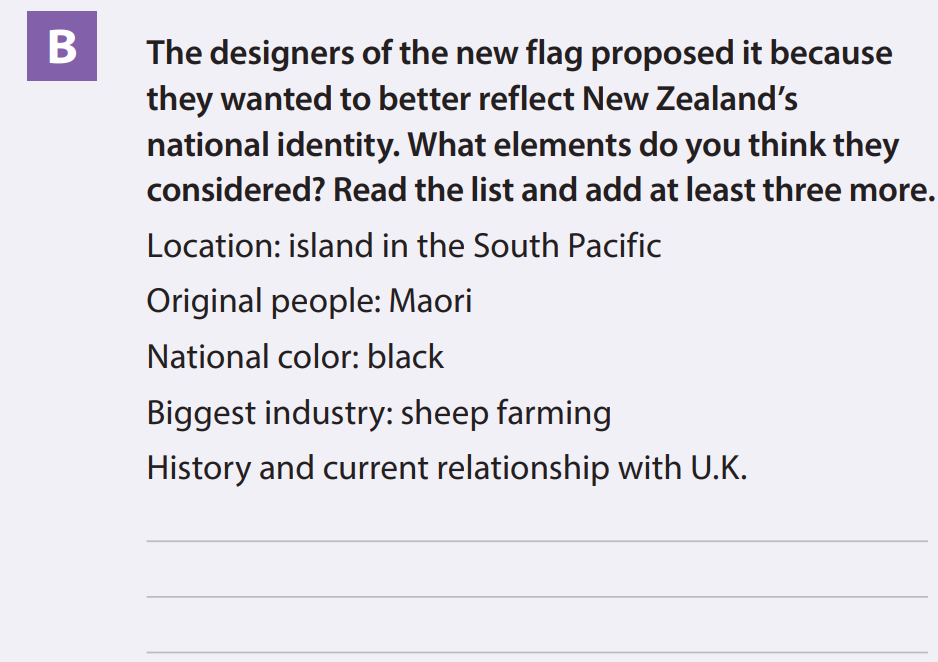 B
The designers of the new flag proposed it because
they wanted to better reflect New Zealand’s
national identity. What elements do you think they
considered? Read the list and add at least three more.
Location: island in the South Pacific
Original people: Maori
National color: black
Biggest industry: sheep farming
History and current relationship with U.K.